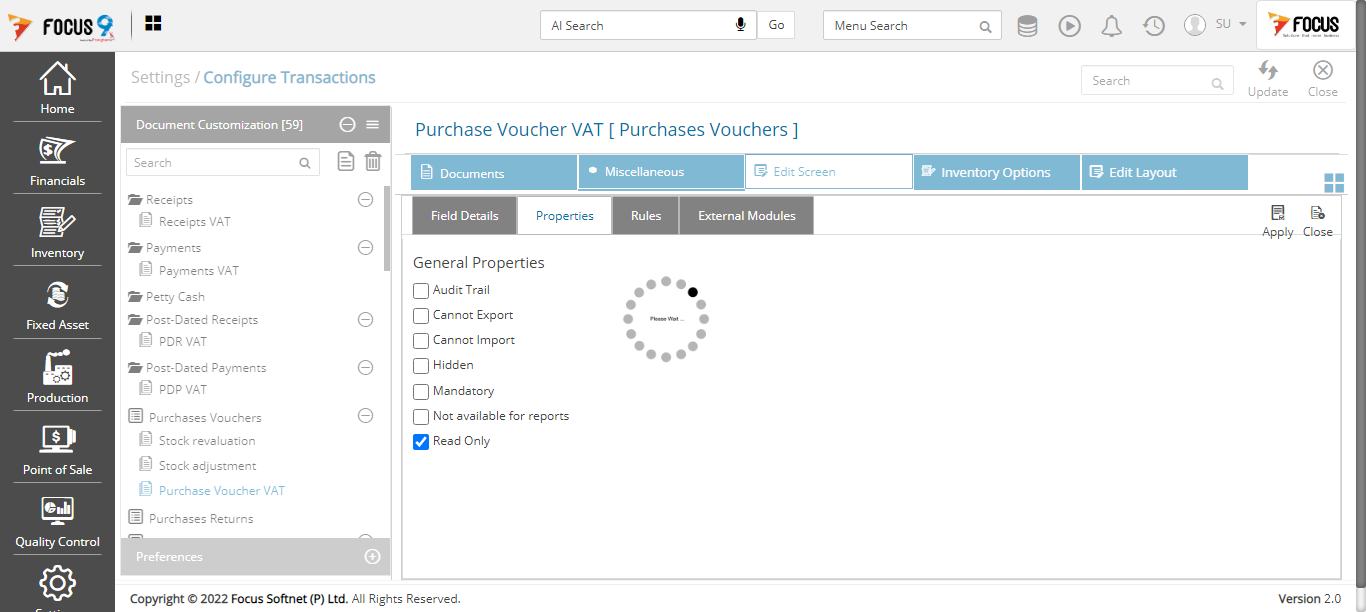 FOCUS 9
AI Search
Go
Menu Search
SU
FOCUS
Settings / Configure Transactions
Search
Update
Close
Home
Financials
Inventory
Fixed Asset
Production
Point of Sale
Quality Control
Document Customization [59]
Search
Receipts
Receipts VAT
Payments
Payments VAT
Petty Cash
Post-Dated Receipts
PDR VAT
Post-Dated Payments
PDP VAT
Purchases Vouchers
Stock revaluation
Stock adjustment
Purchase Voucher VAT
Purchases Returns
Preferences
Purchase Voucher VAT [ Purchases Vouchers ]
Documents
Miscellaneous
Edit Screen
Inventory Options
Edit Layout
Field Details
Properties
Rules
External Modules
Apply
Close
General Properties
Audit Trail
Cannot Export
Cannot Import
Hidden
Mandatory
Not available for reports
Read Only
Please Wait ...
Copyright © 2022 Focus Softnet (P) Ltd. All Rights Reserved.
Version 2.0